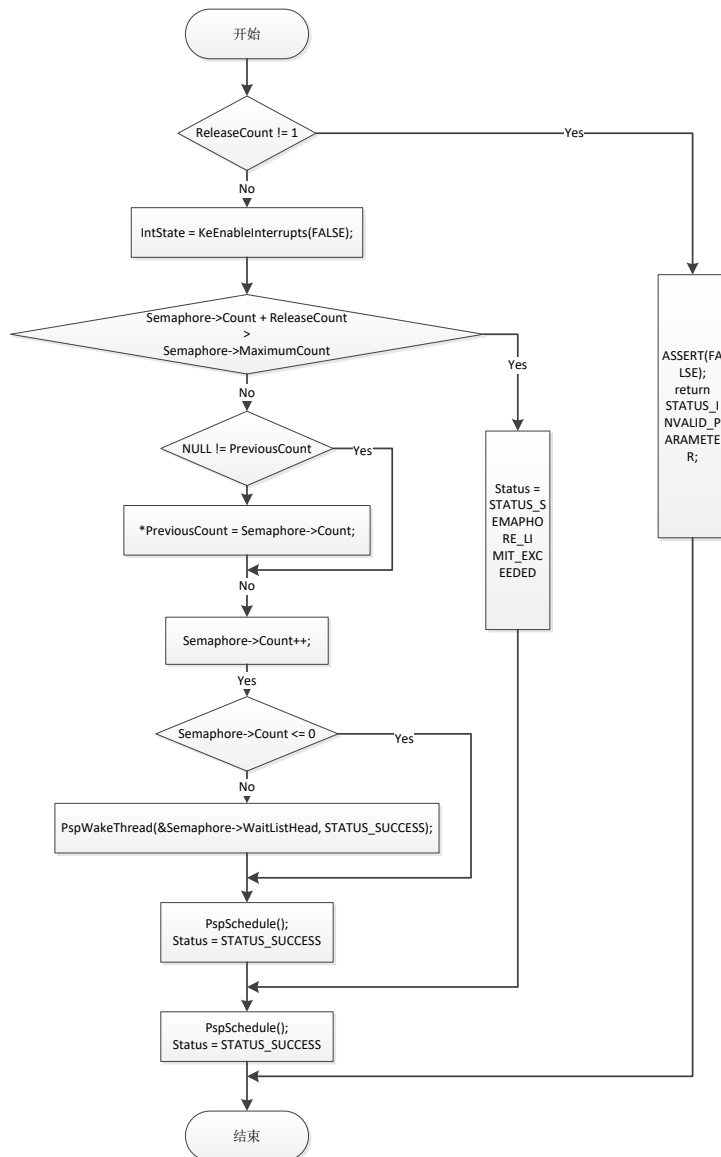 开始
ReleaseCount != 1
Yes
No
IntState = KeEnableInterrupts(FALSE);
Semaphore->Count + ReleaseCount
>
Semaphore->MaximumCount
Yes
No
NULL != PreviousCount
Yes
*PreviousCount = Semaphore->Count;
No
Semaphore->Count++;
Yes
Semaphore->Count <= 0
Yes
No
PspWakeThread(&Semaphore->WaitListHead, STATUS_SUCCESS);
PspSchedule();
Status = STATUS_SUCCESS
PspSchedule();
Status = STATUS_SUCCESS
结束
Status =
STATUS_S
EMAPHO
RE_LI
MIT_EXC
EEDED
ASSERT(FA
LSE);
return
STATUS_I
NVALID_P
ARAMETE
R;